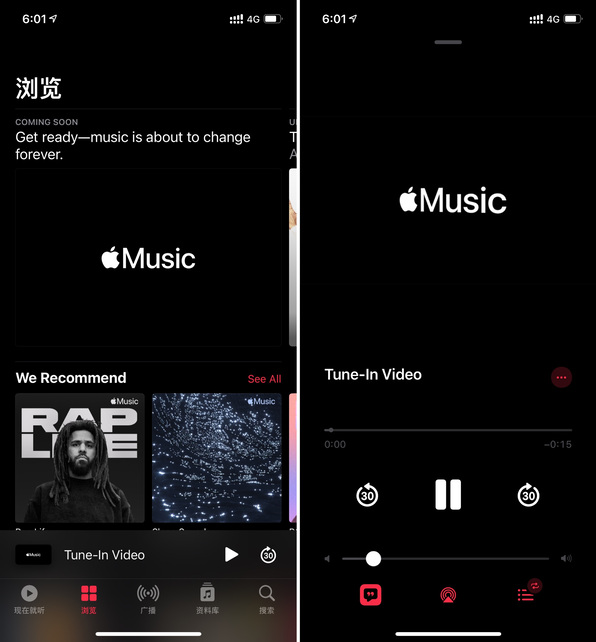 6:01
4G
浏览
COMING SOON
Get ready—music is about to change
forever.
Music
We Recommend
See All
Music
RAP
LIFE
Music
Music
Tune-In Video
30
现在就听
浏览
广播
资料库
搜索
6:01
4G
Music
Tune-In Video
0:00
–0:15
30
30